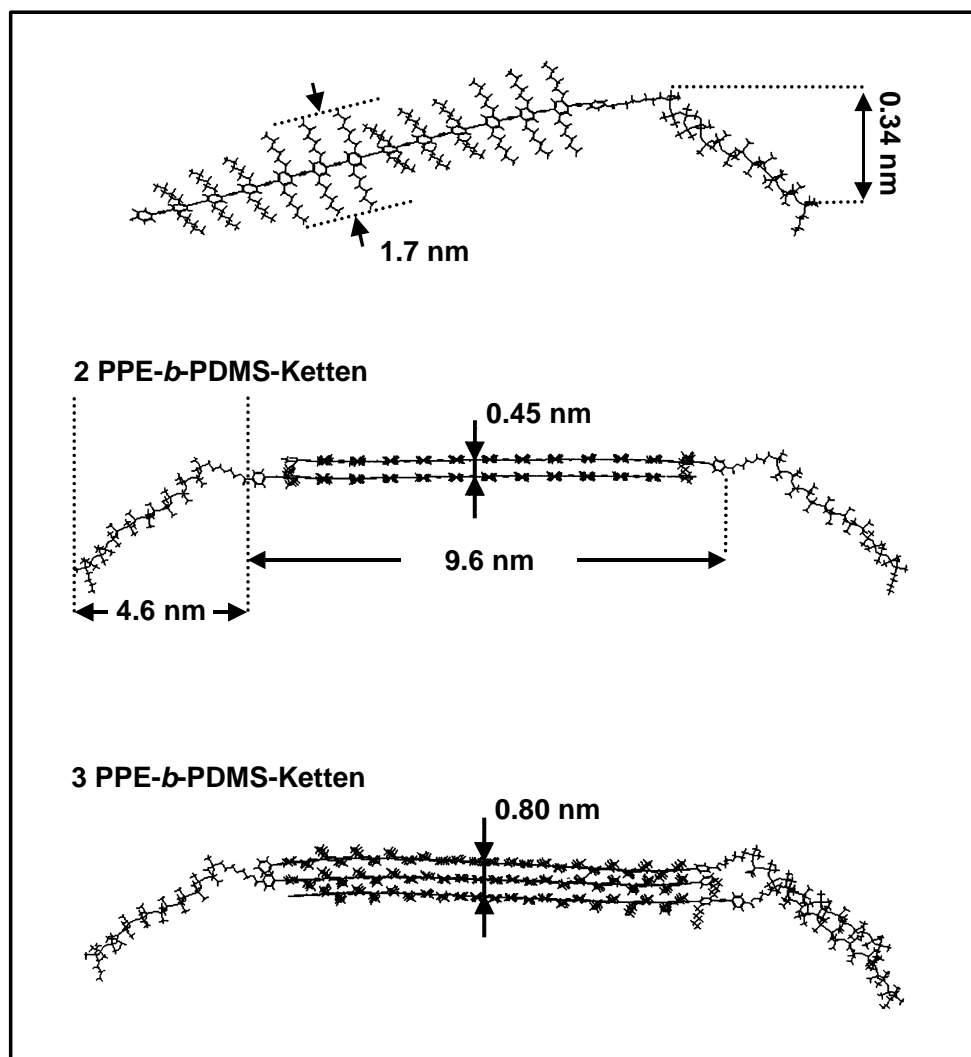 0.34 nm
1.7 nm
2 PPE-b-PDMS-Ketten
0.45 nm
9.6 nm
4.6 nm
3 PPE-b-PDMS-Ketten
0.80 nm